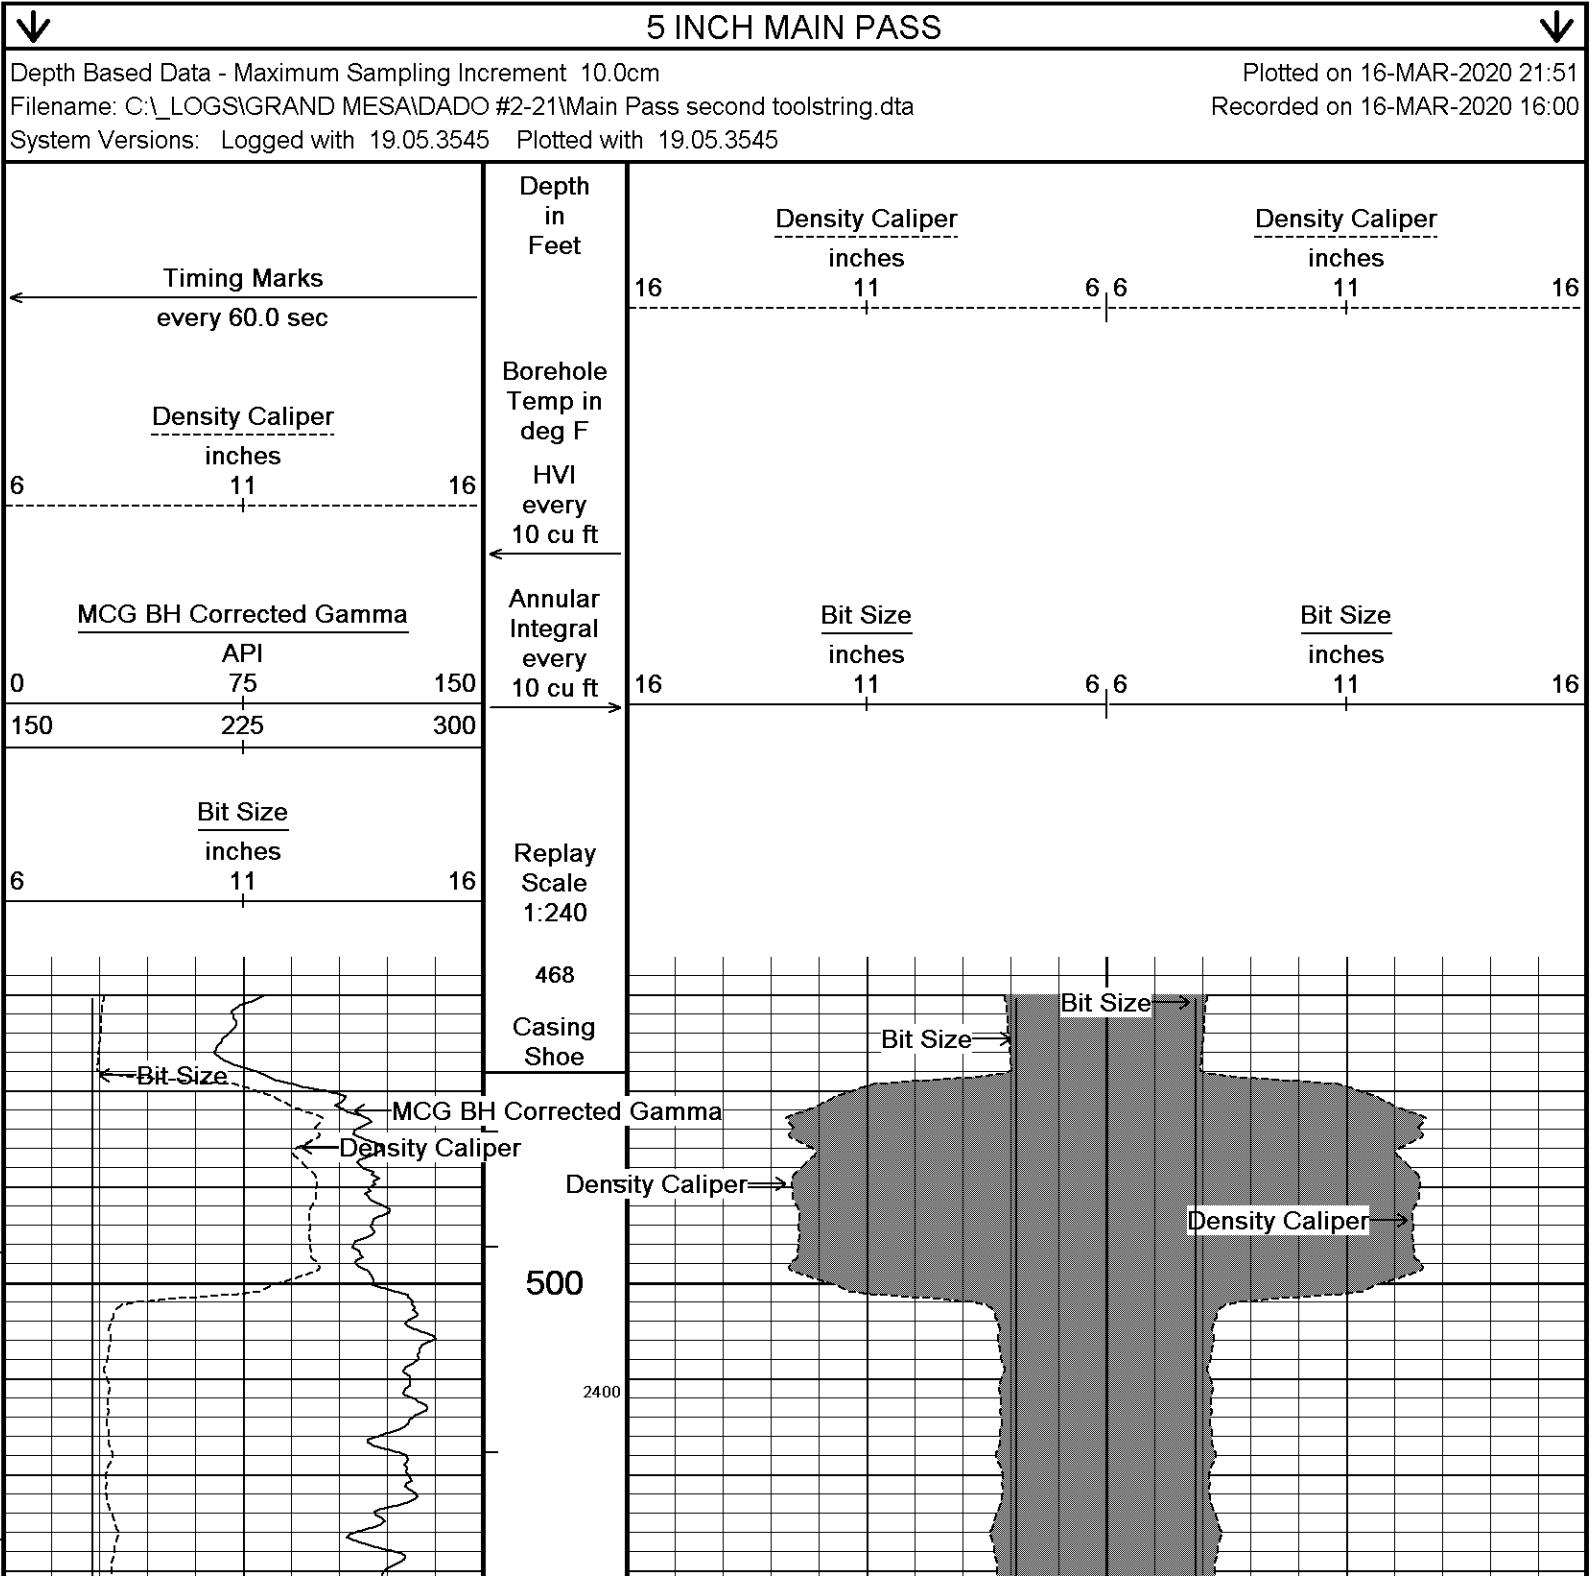 5 INCH MAIN PASS
Depth Based Data - Maximum Sampling Increment 10.0cm
Plotted on 16-MAR-2020 21:51
Filename: C:\_LOGS\GRAND MESA\DADO #2-21\Main Pass second toolstring.dta
Recorded on 16-MAR-2020 16:00
System Versions: Logged with 19.05.3545 Plotted with 19.05.3545
Timing Marks
every 60.0 sec
Density Caliper
inches
6 11 16
MCG BH Corrected Gamma
API
0 75 150
150 225 300
Bit Size
inches
6 11 16
Depth
in
Feet
Borehole
Temp in
deg F
HVI
every
10 cu ft
Annular
Integral
every
10 cu ft
Replay
Scale
1:240
Density Caliper
inches
16 11 6
Density Caliper
inches
6 11 16
Bit Size
inches
16 11 6
Bit Size
inches
6 11 16
468
Casing
Shoe
Bit Size
Bit Size
Bit Size
MCG BH Corrected Gamma
Density Caliper
Density Caliper
Density Caliper
500
2400